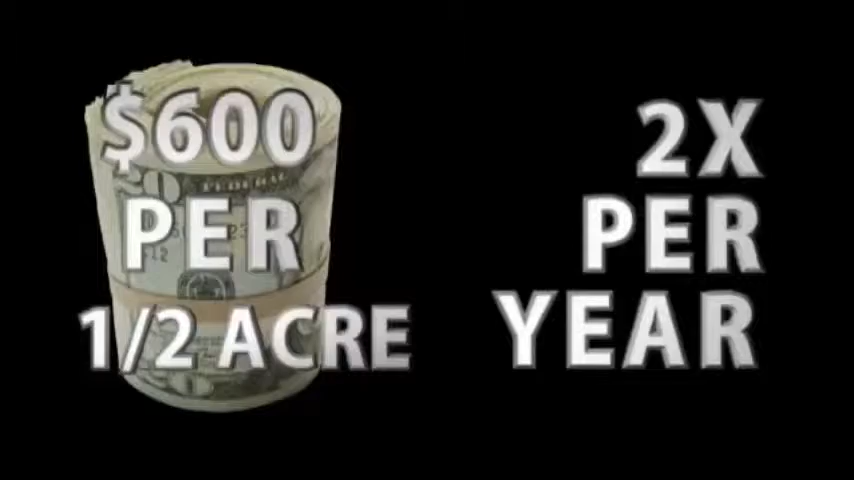 $600
PER
1/2 ACRE
2X
PER
YEAR